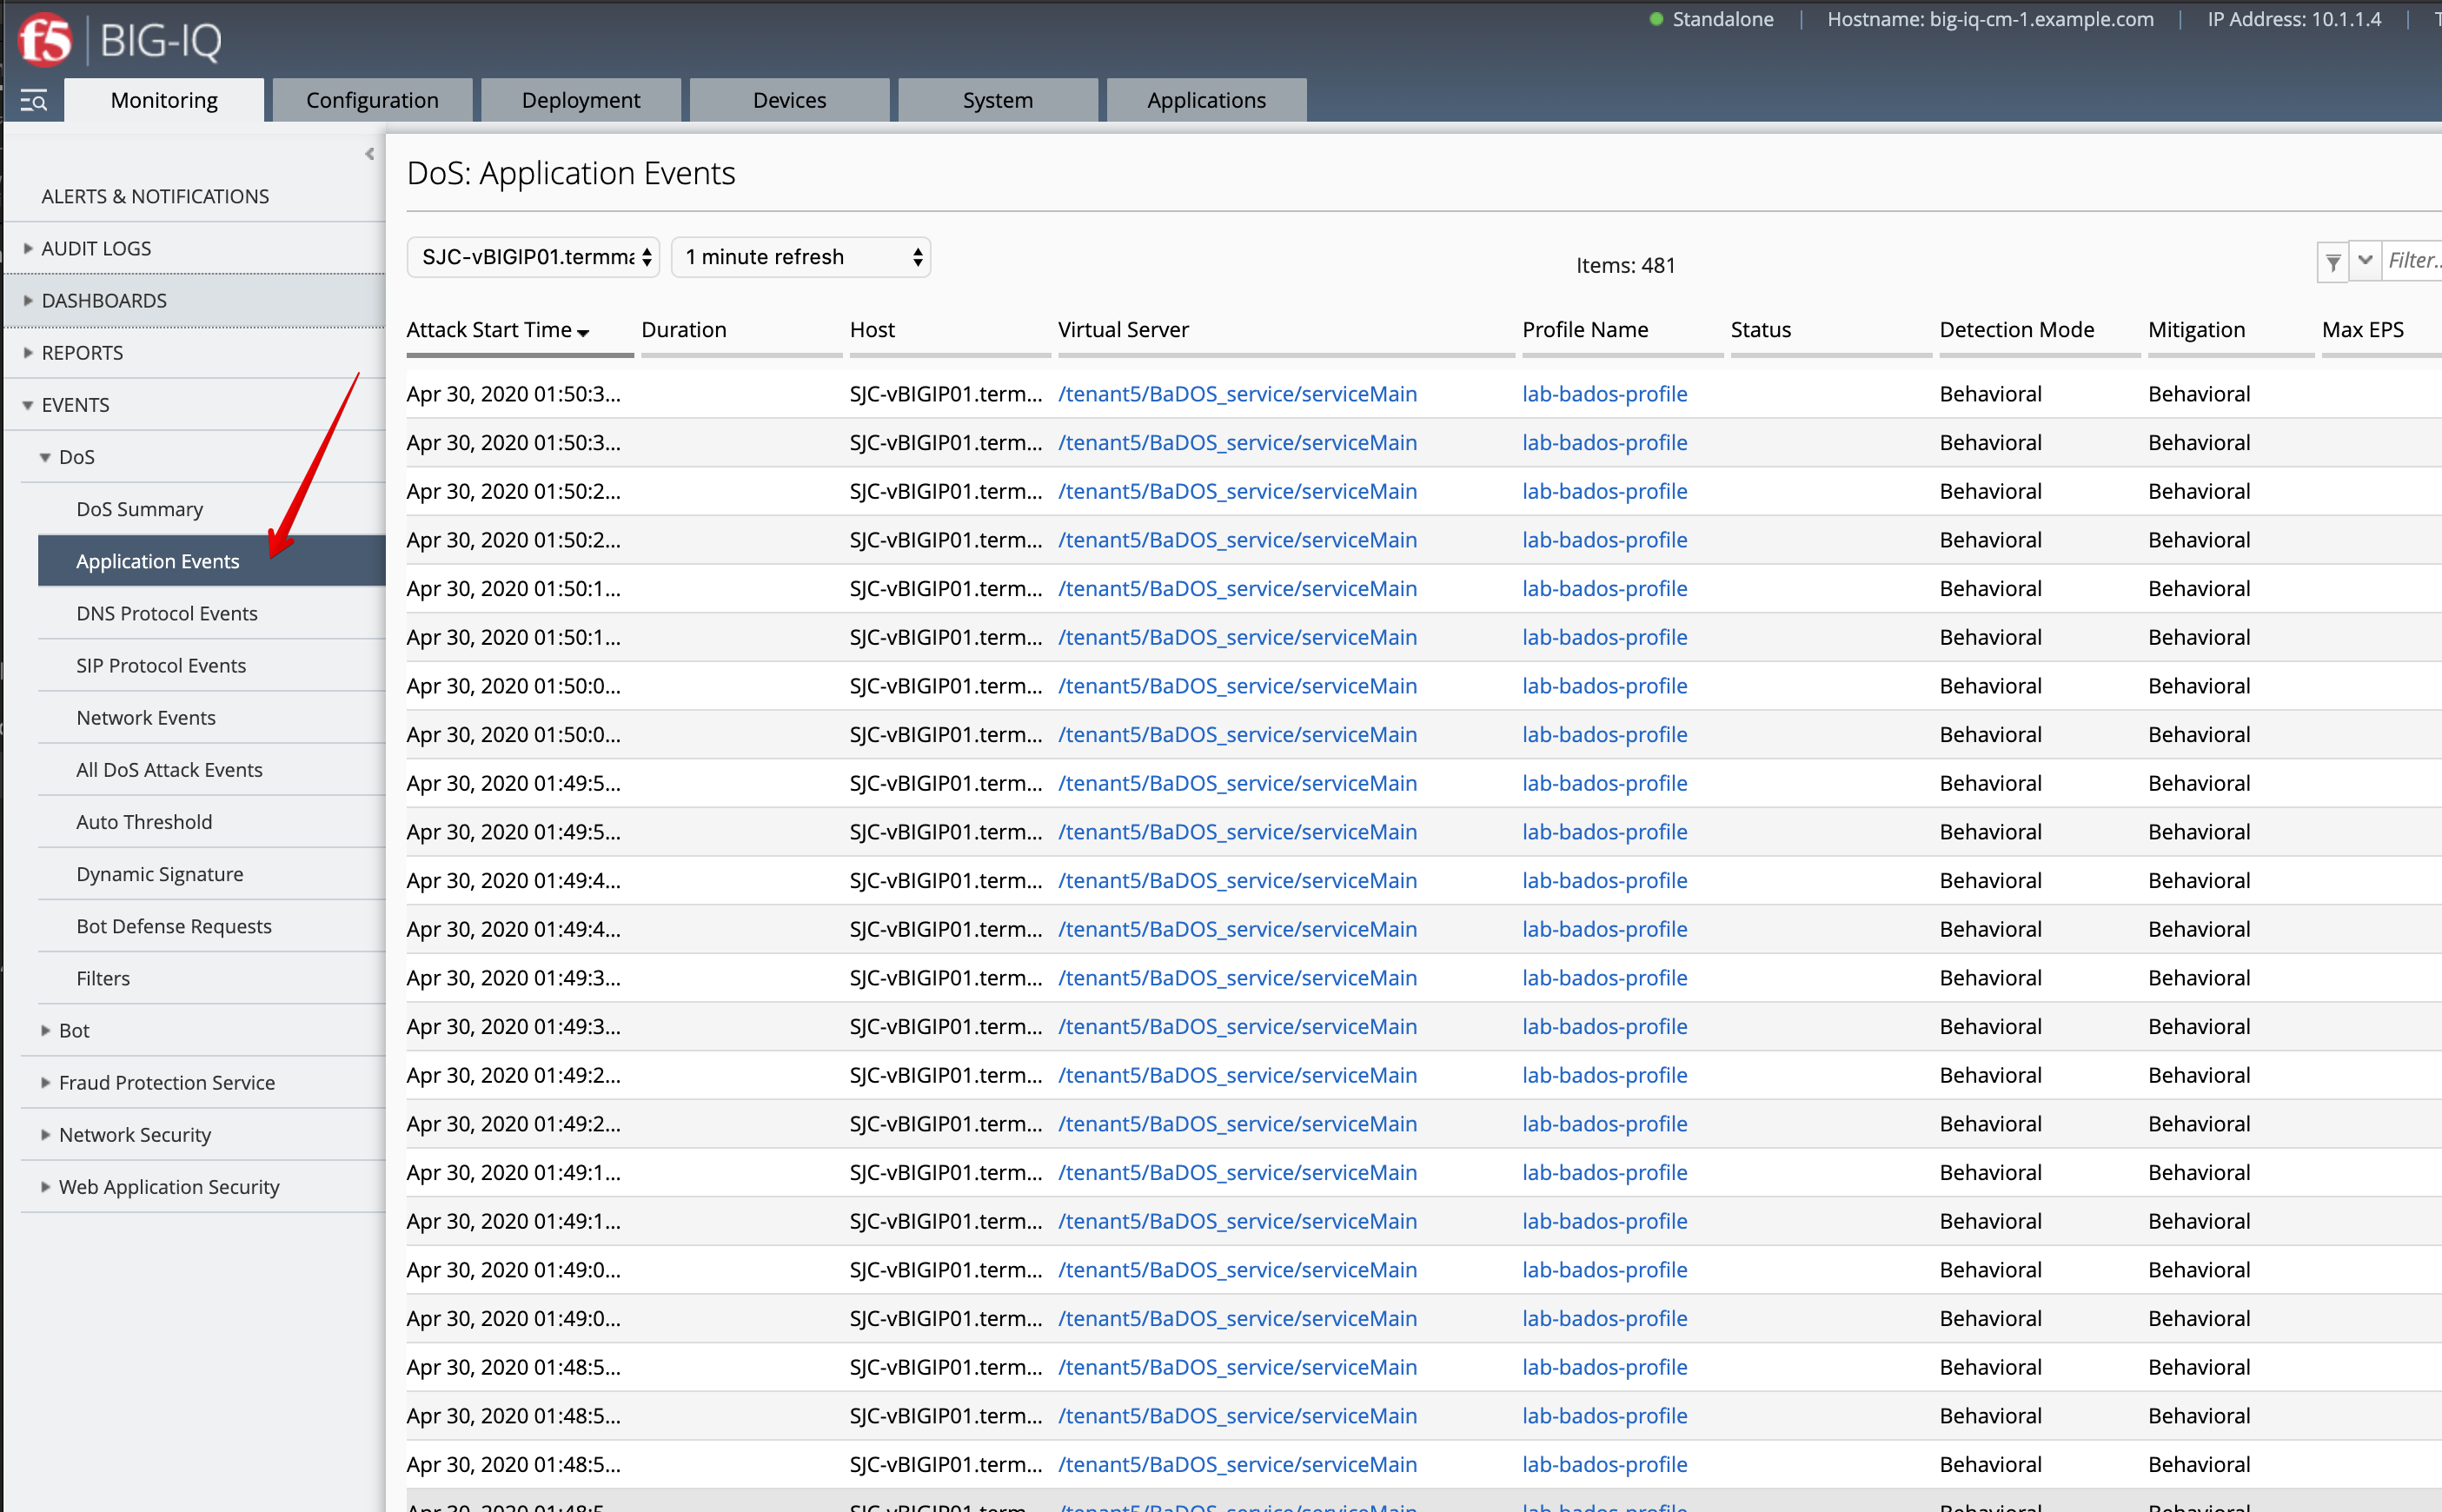 f5 BIG-IQ
Standalone Hostname: big-iq-cm-1.example.com IP Address: 10.1.1.4
Monitoring Configuration Deployment Devices System Applications
ALERTS & NOTIFICATIONS
AUDIT LOGS
DASHBOARDS
REPORTS
EVENTS
DoS
DoS Summary
Application Events
DNS Protocol Events
SIP Protocol Events
Network Events
All DoS Attack Events
Auto Threshold
Dynamic Signature
Bot Defense Requests
Filters
Bot
Fraud Protection Service
Network Security
Web Application Security
DoS: Application Events
SJC-vBIGIP01.termma 1 minute refresh Items: 481 Filter..
Attack Start Time Duration Host Virtual Server Profile Name Status Detection Mode Mitigation Max EPS
Apr 30, 2020 01:50:3... SJC-vBIGIP01.term... /tenant5/BaDOS_service/serviceMain lab-bados-profile Behavioral Behavioral
Apr 30, 2020 01:50:3... SJC-vBIGIP01.term... /tenant5/BaDOS_service/serviceMain lab-bados-profile Behavioral Behavioral
Apr 30, 2020 01:50:2... SJC-vBIGIP01.term... /tenant5/BaDOS_service/serviceMain lab-bados-profile Behavioral Behavioral
Apr 30, 2020 01:50:2... SJC-vBIGIP01.term... /tenant5/BaDOS_service/serviceMain lab-bados-profile Behavioral Behavioral
Apr 30, 2020 01:50:1... SJC-vBIGIP01.term... /tenant5/BaDOS_service/serviceMain lab-bados-profile Behavioral Behavioral
Apr 30, 2020 01:50:1... SJC-vBIGIP01.term... /tenant5/BaDOS_service/serviceMain lab-bados-profile Behavioral Behavioral
Apr 30, 2020 01:50:0... SJC-vBIGIP01.term... /tenant5/BaDOS_service/serviceMain lab-bados-profile Behavioral Behavioral
Apr 30, 2020 01:50:0... SJC-vBIGIP01.term... /tenant5/BaDOS_service/serviceMain lab-bados-profile Behavioral Behavioral
Apr 30, 2020 01:49:5... SJC-vBIGIP01.term... /tenant5/BaDOS_service/serviceMain lab-bados-profile Behavioral Behavioral
Apr 30, 2020 01:49:5... SJC-vBIGIP01.term... /tenant5/BaDOS_service/serviceMain lab-bados-profile Behavioral Behavioral
Apr 30, 2020 01:49:4... SJC-vBIGIP01.term... /tenant5/BaDOS_service/serviceMain lab-bados-profile Behavioral Behavioral
Apr 30, 2020 01:49:4... SJC-vBIGIP01.term... /tenant5/BaDOS_service/serviceMain lab-bados-profile Behavioral Behavioral
Apr 30, 2020 01:49:3... SJC-vBIGIP01.term... /tenant5/BaDOS_service/serviceMain lab-bados-profile Behavioral Behavioral
Apr 30, 2020 01:49:3... SJC-vBIGIP01.term... /tenant5/BaDOS_service/serviceMain lab-bados-profile Behavioral Behavioral
Apr 30, 2020 01:49:2... SJC-vBIGIP01.term... /tenant5/BaDOS_service/serviceMain lab-bados-profile Behavioral Behavioral
Apr 30, 2020 01:49:2... SJC-vBIGIP01.term... /tenant5/BaDOS_service/serviceMain lab-bados-profile Behavioral Behavioral
Apr 30, 2020 01:49:1... SJC-vBIGIP01.term... /tenant5/BaDOS_service/serviceMain lab-bados-profile Behavioral Behavioral
Apr 30, 2020 01:49:1... SJC-vBIGIP01.term... /tenant5/BaDOS_service/serviceMain lab-bados-profile Behavioral Behavioral
Apr 30, 2020 01:49:0... SJC-vBIGIP01.term... /tenant5/BaDOS_service/serviceMain lab-bados-profile Behavioral Behavioral
Apr 30, 2020 01:49:0... SJC-vBIGIP01.term... /tenant5/BaDOS_service/serviceMain lab-bados-profile Behavioral Behavioral
Apr 30, 2020 01:48:5... SJC-vBIGIP01.term... /tenant5/BaDOS_service/serviceMain lab-bados-profile Behavioral Behavioral
Apr 30, 2020 01:48:5... SJC-vBIGIP01.term... /tenant5/BaDOS_service/serviceMain lab-bados-profile Behavioral Behavioral
Apr 30, 2020 01:48:5... SJC-vBIGIP01.term... /tenant5/BaDOS_service/serviceMain lab-bados-profile Behavioral Behavioral